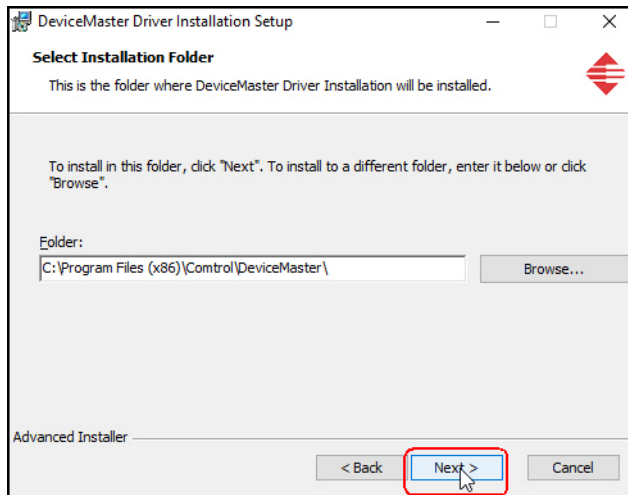 DeviceMaster Driver Installation Setup
Select Installation Folder
This is the folder where DeviceMaster Driver Installation will be installed.
To install in this folder, click "Next". To install to a different folder, enter it below or click
"Browse".
Folder:
C:\Program Files (x86)\Comtrol\DeviceMaster\
Browse...
Advanced Installer
< Back
Next >
Cancel